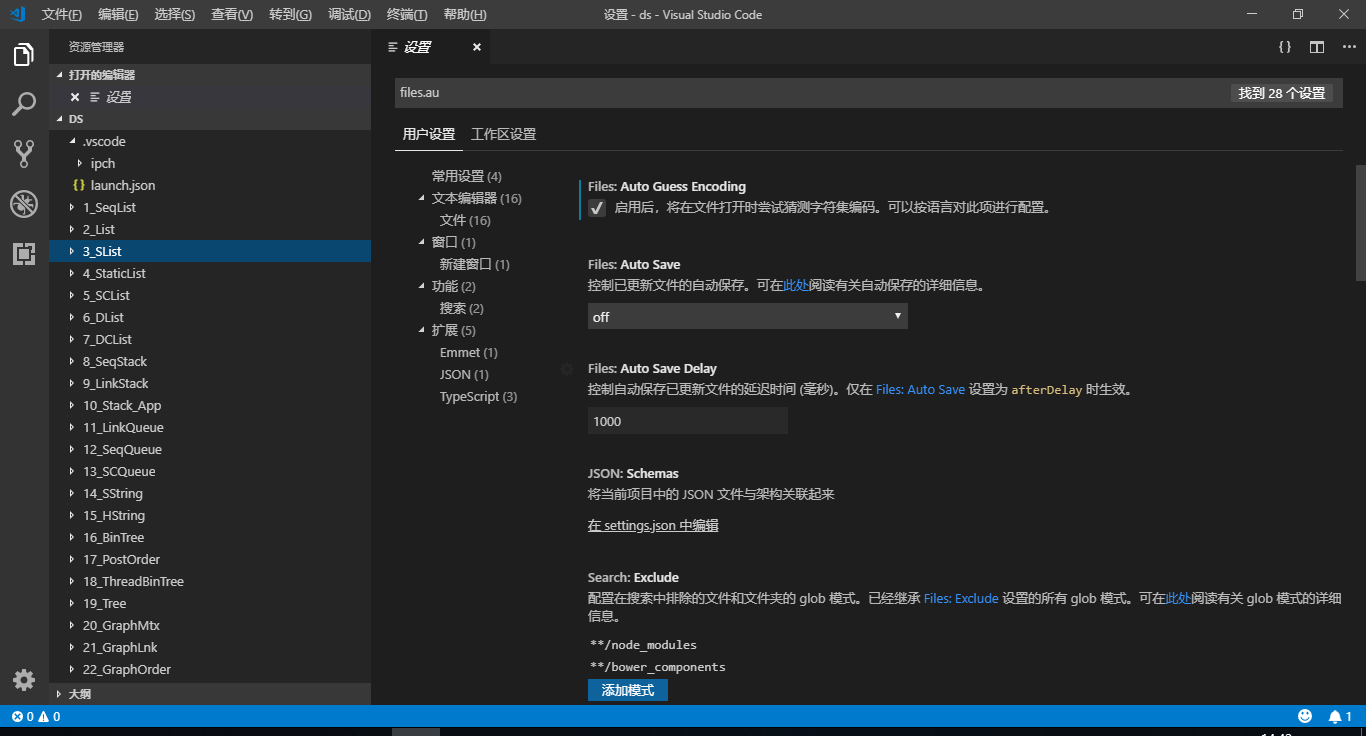 文件(F) 编辑(E) 选择(S) 查看(V) 转到(G) 调试(D) 终端(T) 帮助(H) 设置 - ds - Visual Studio Code
资源管理器
打开的编辑器
设置
DS
.vscode
ipch
{} launch.json
1_SeqList
2_List
3_SList
4_StaticList
5_SCList
6_DList
7_DCList
8_SeqStack
9_LinkStack
10_Stack_App
11_LinkQueue
12_SeqQueue
13_SCQueue
14_SString
15_HString
16_BinTree
17_PostOrder
18_ThreadBinTree
19_Tree
20_GraphMtx
21_GraphLnk
22_GraphOrder
大纲
设置
files.au 找到 28 个设置
用户设置 工作区设置
常用设置 (4)
文本编辑器 (16)
文件 (16)
窗口 (1)
新建窗口 (1)
功能 (2)
搜索 (2)
扩展 (5)
Emmet (1)
JSON (1)
TypeScript (3)
Files: Auto Guess Encoding
启用后，将在文件打开时尝试猜测字符集编码。可以按语言对此项进行配置。
Files: Auto Save
控制已更新文件的自动保存。可在此处阅读有关自动保存的详细信息。
off
Files: Auto Save Delay
控制自动保存已更新文件的延迟时间 (毫秒)。仅在 Files: Auto Save 设置为 afterDelay 时生效。
1000
JSON: Schemas
将当前项目中的 JSON 文件与架构关联起来
在 settings.json 中编辑
Search: Exclude
配置在搜索中排除的文件和文件夹的 glob 模式。已经继承 Files: Exclude 设置的所有 glob 模式。可在此处阅读有关 glob 模式的详细
信息。
**/node_modules
**/bower_components
添加模式
0 0 1